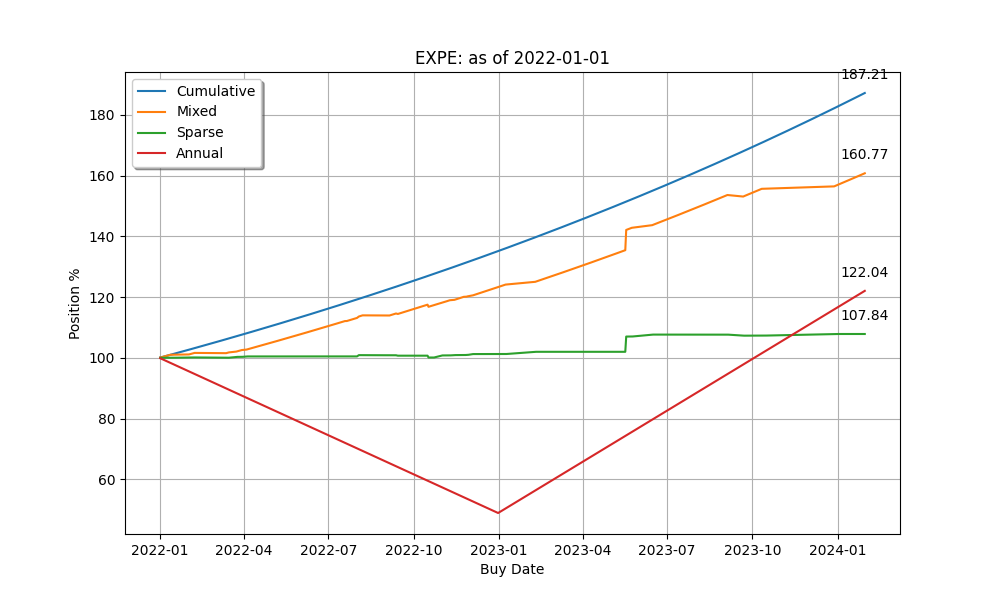 EXPE: as of 2022-01-01
Cumulative
Mixed
Sparse
Annual
187.21
160.77
122.04
107.84
180
160
140
120
100
80
60
Position %
2022-01 2022-04 2022-07 2022-10 2023-01 2023-04 2023-07 2023-10 2024-01
Buy Date